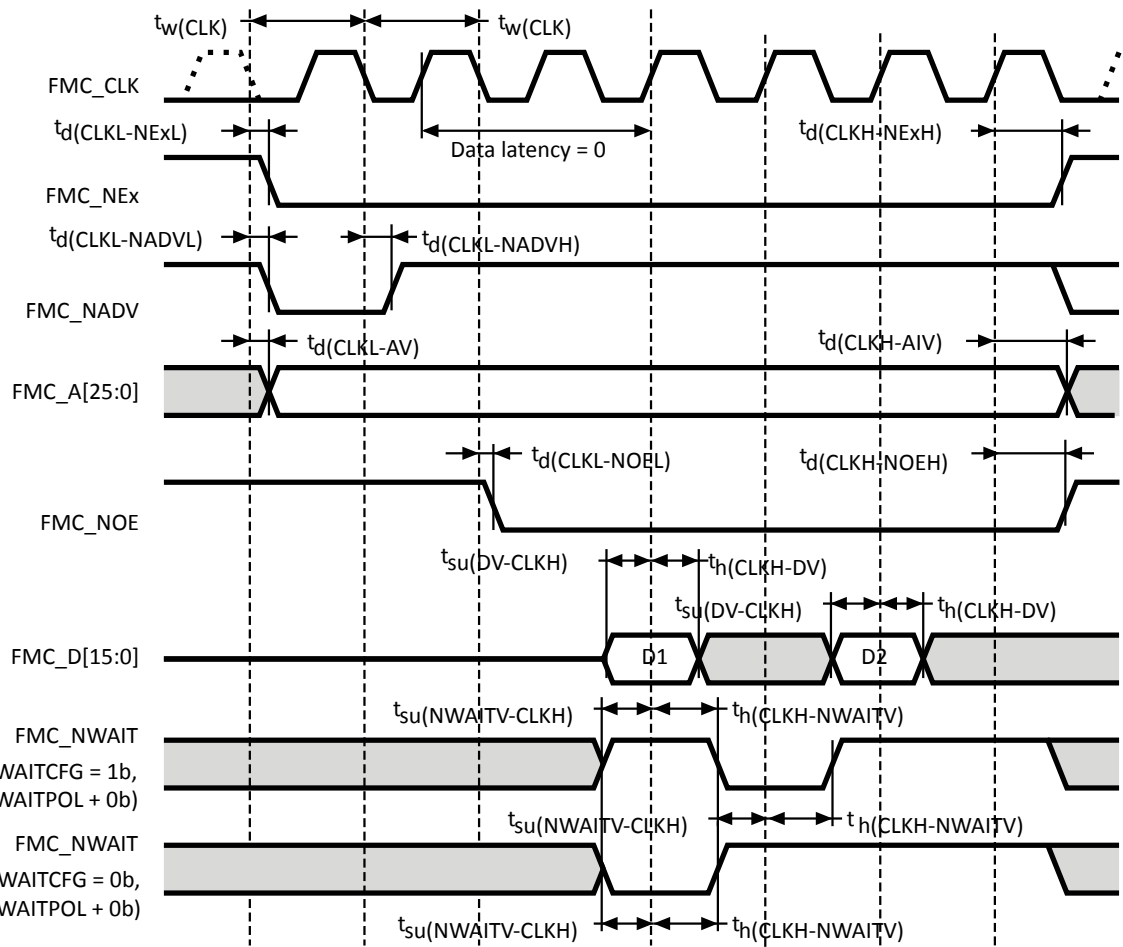 tw(CLK) tw(CLK)
FMC_CLK
td(CLKL-NExL) td(CLKH-NExH)
Data latency = 0
FMC_NEx
td(CLKL-NADVL) td(CLKL-NADVH)
FMC_NADV
td(CLKL-AV) td(CLKH-AIV)
FMC_A[25:0]
td(CLKL-NOEL) td(CLKH-NOEH)
FMC_NOE
tsu(DV-CLKH) th(CLKH-DV)
tsu(DV-CLKH) th(CLKH-DV)
FMC_D[15:0] D1 D2
tsu(NWAITV-CLKH) th(CLKH-NWAITV)
FMC_NWAIT
WAITCFG = 1b,
WAITPOL + 0b)
tsu(NWAITV-CLKH) th(CLKH-NWAITV)
FMC_NWAIT
WAITCFG = 0b,
WAITPOL + 0b)
tsu(NWAITV-CLKH) th(CLKH-NWAITV)